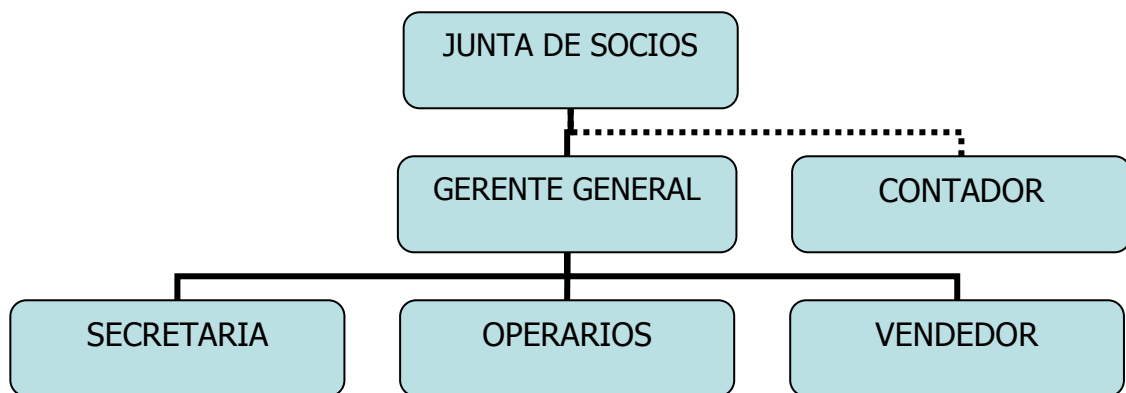 JUNTA DE SOCIOS
GERENTE GENERAL
CONTADOR
SECRETARIA
OPERARIOS
VENDEDOR